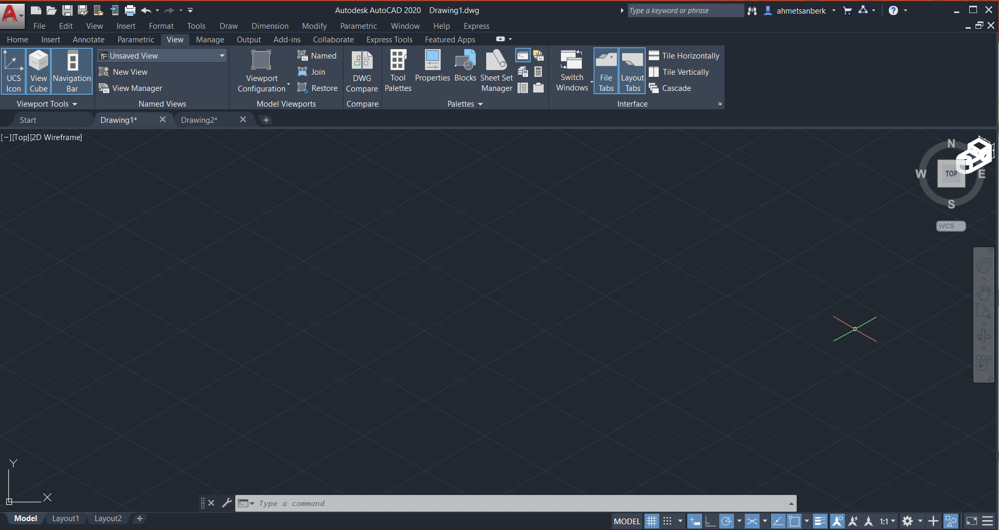 Autodesk AutoCAD 2020 Drawing1.dwg
Type a keyword or phrase
ahmetsanberk
File Edit View Insert Format Tools Draw Dimension Modify Parametric Window Help Express
Home Insert Annotate Parametric View Manage Output Add-ins Collaborate Express Tools Featured Apps
UCS Icon
View Cube
Navigation Bar
Viewport Tools
Unsaved View
New View
View Manager
Named Views
Viewport Configuration
Named
Join
Restore
Model Viewports
DWG Compare
Compare
Tool Palettes
Properties
Blocks
Sheet Set Manager
Palettes
Switch Windows
File Tabs
Layout Tabs
Tile Horizontally
Tile Vertically
Cascade
Interface
Start Drawing1* Drawing2*
[−][Top][2D Wireframe]
N
W TOP E
S
WCS
Y
X
Type a command
Model Layout1 Layout2
MODEL 1:1